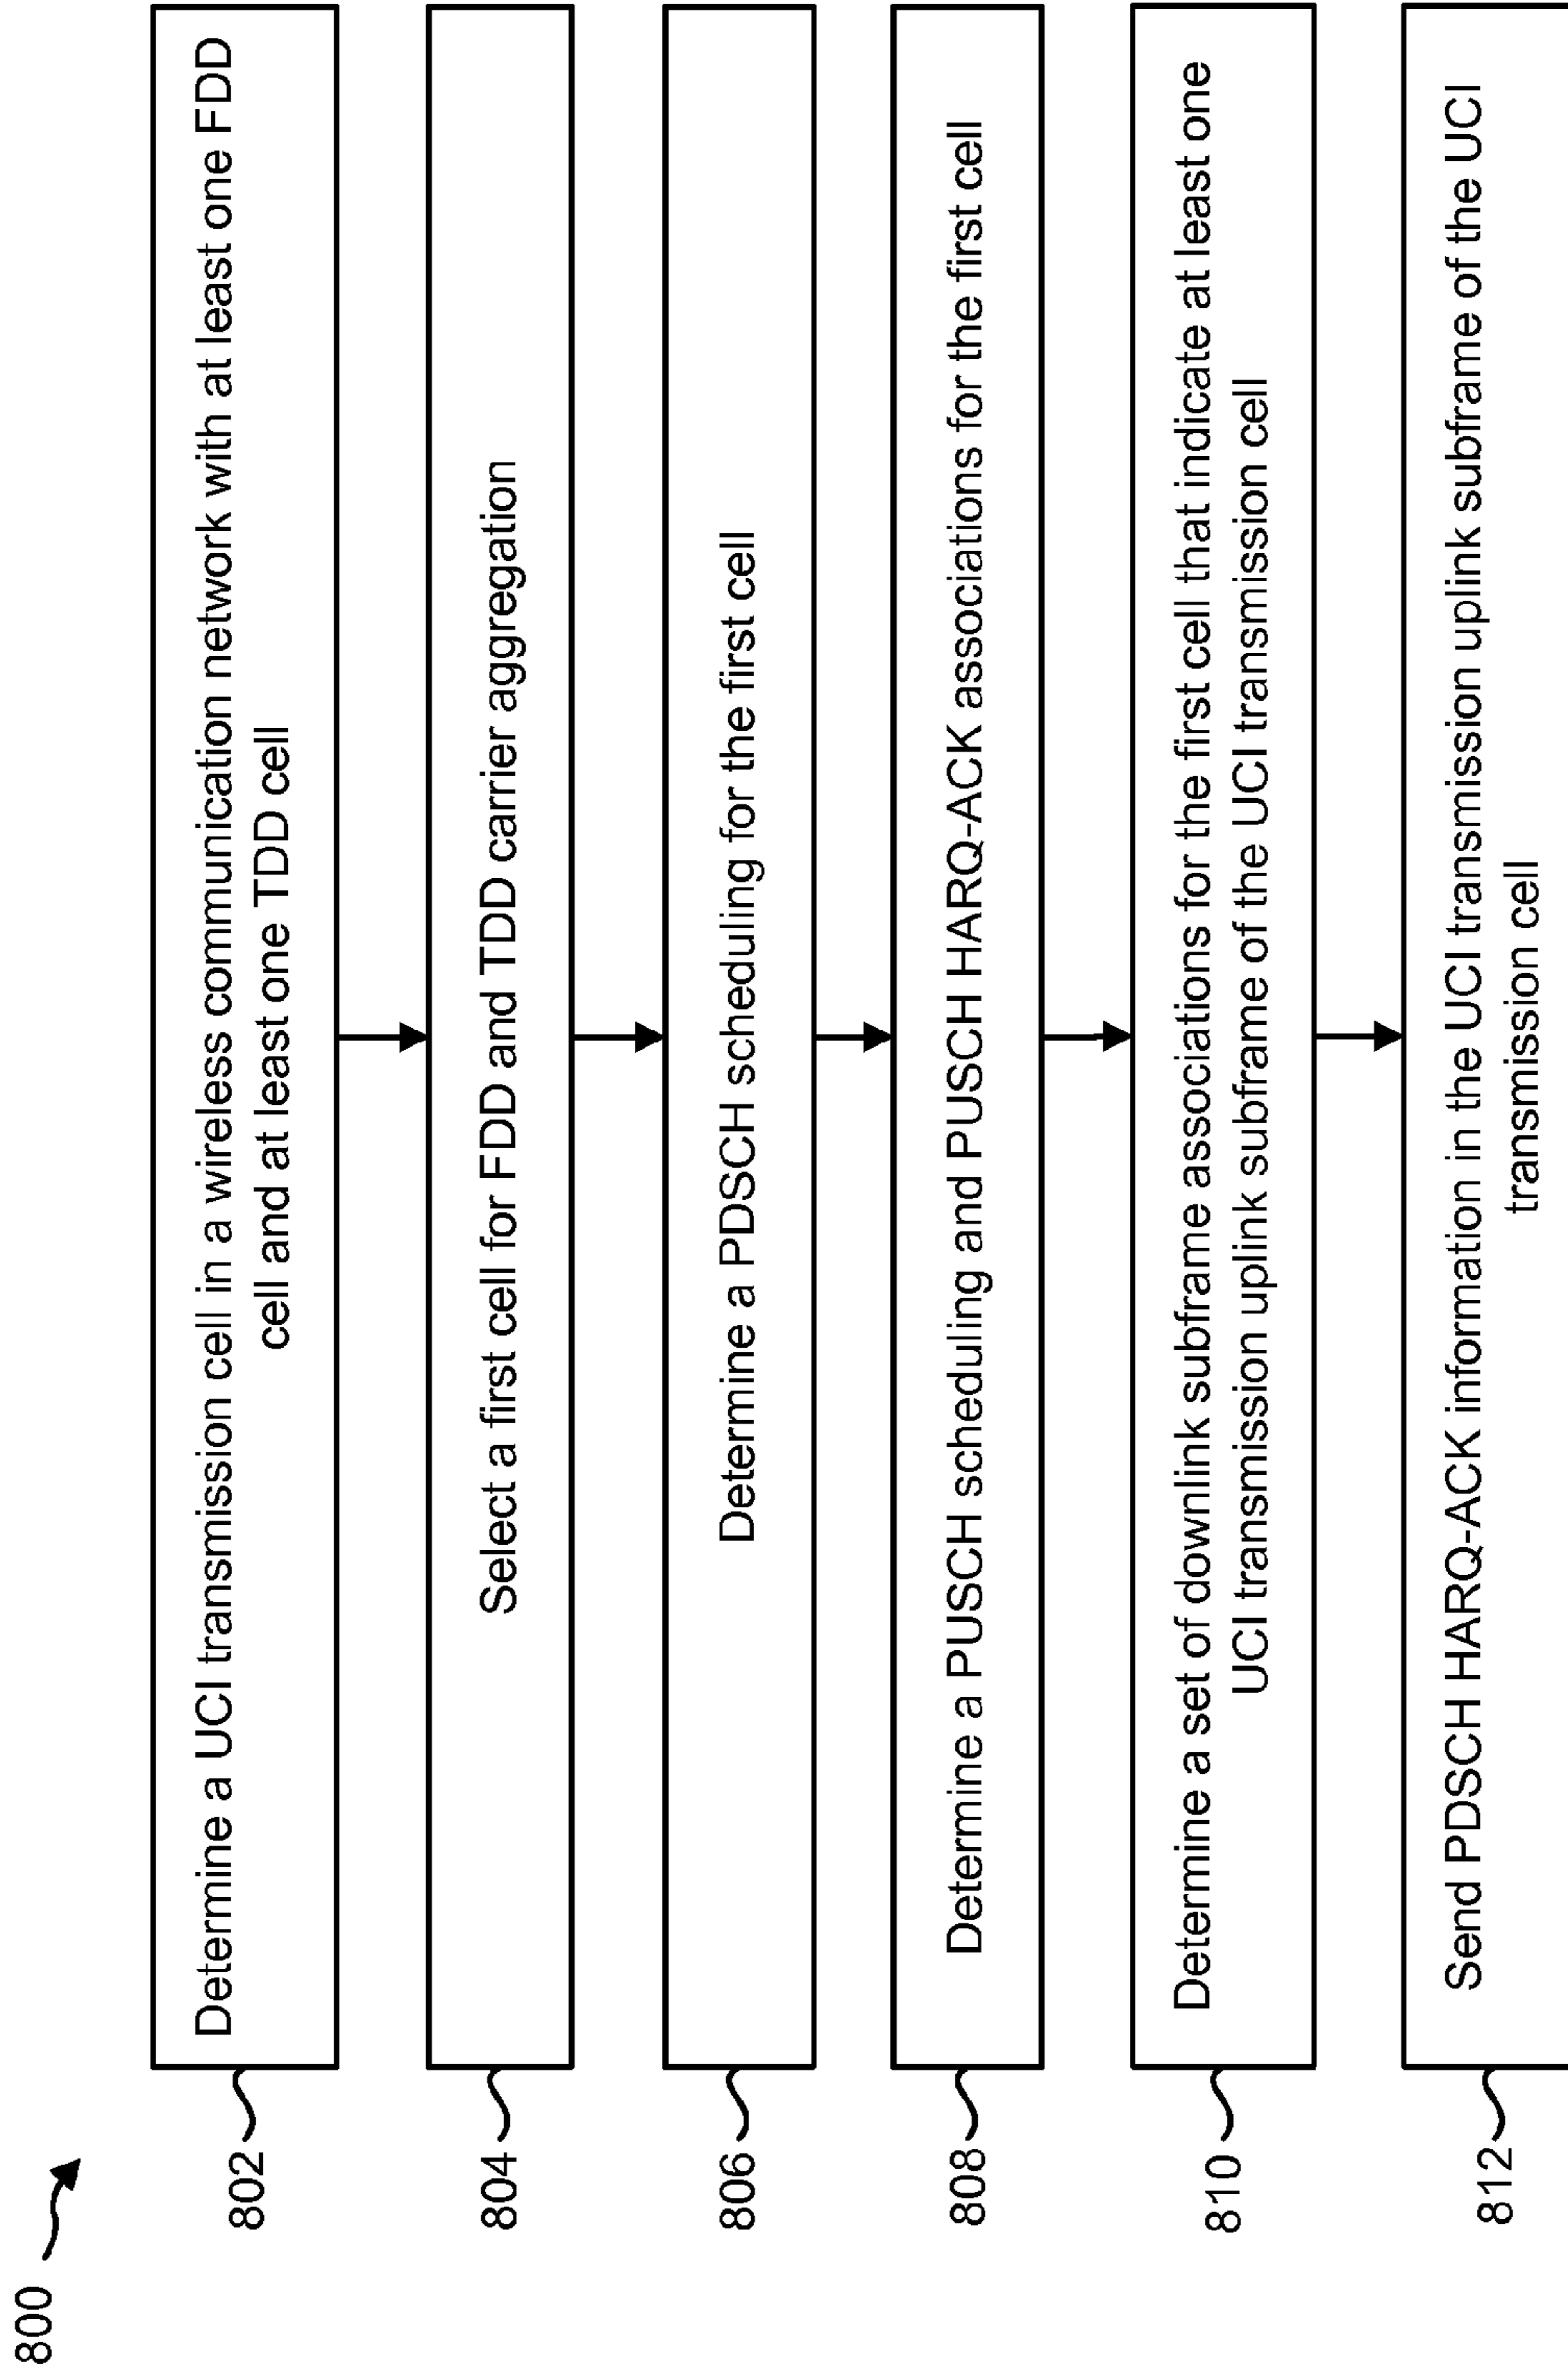 800
802
Determine a UCI transmission cell in a wireless communication network with at least one FDD
cell and at least one TDD cell
804
Select a first cell for FDD and TDD carrier aggregation
806
Determine a PDSCH scheduling for the first cell
808
Determine a PUSCH scheduling and PUSCH HARQ-ACK associations for the first cell
810
Determine a set of downlink subframe associations for the first cell that indicate at least one
UCI transmission uplink subframe of the UCI transmission cell
812
Send PDSCH HARQ-ACK information in the UCI transmission uplink subframe of the UCI
transmission cell